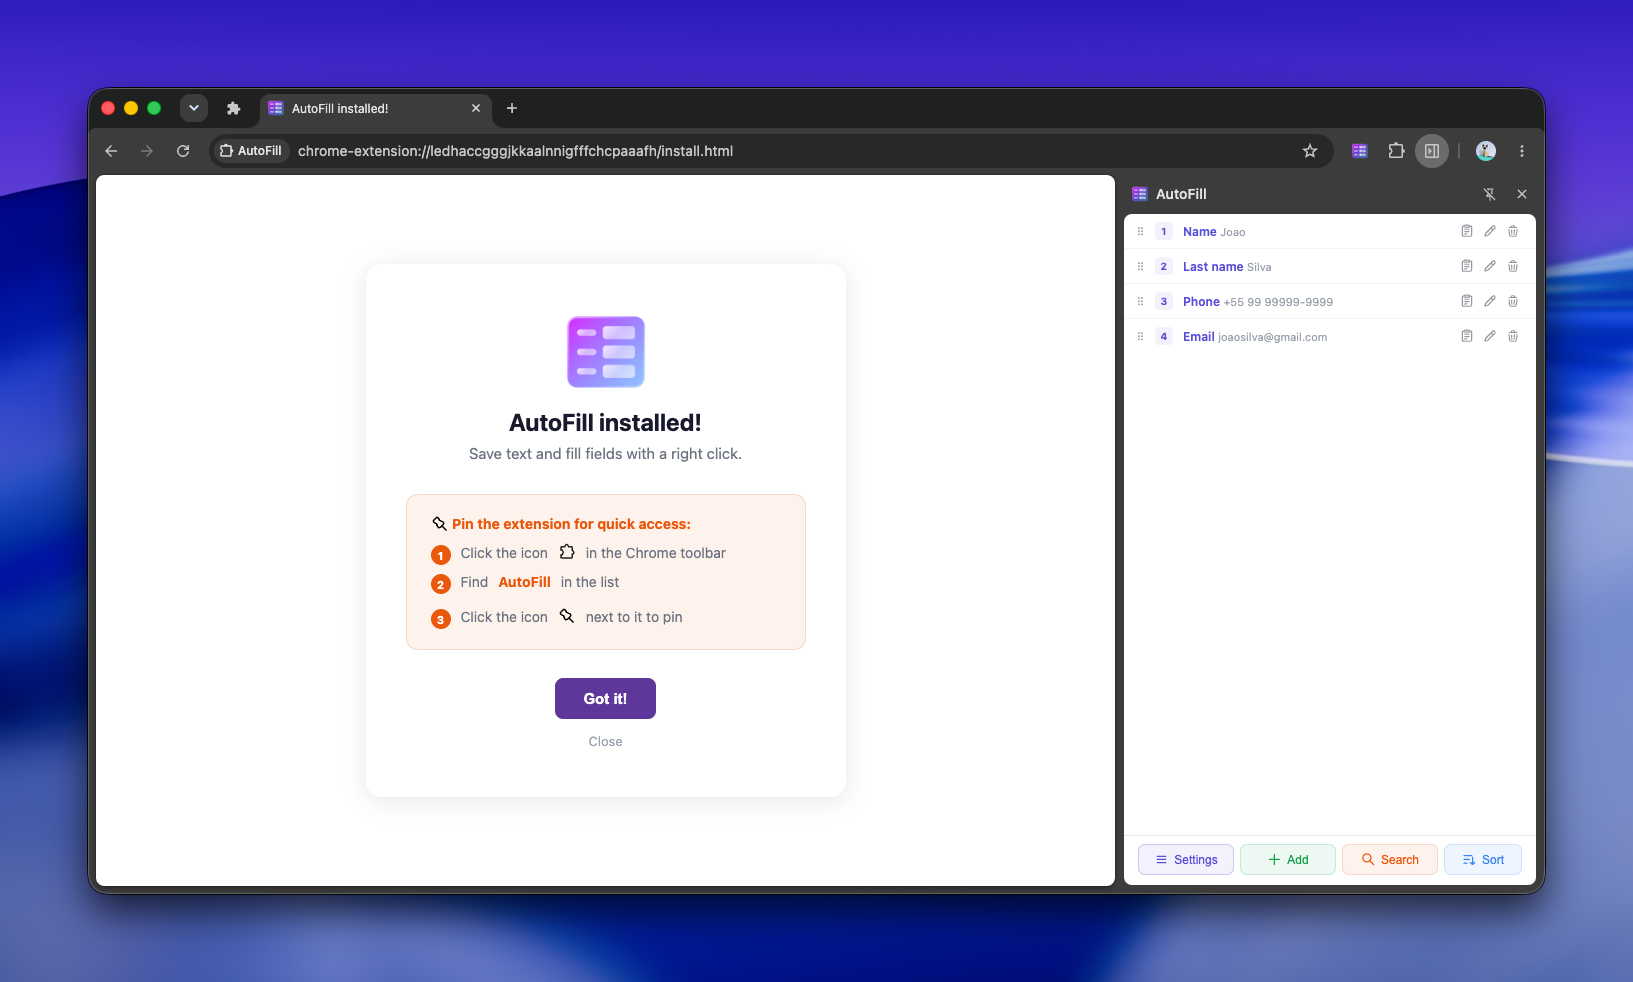 AutoFill installed!
AutoFill chrome-extension://ledhaccgggjkkaalnnigfffchcpaaafh/install.html
AutoFill installed!
Save text and fill fields with a right click.
Pin the extension for quick access:
1 Click the icon in the Chrome toolbar
2 Find AutoFill in the list
3 Click the icon next to it to pin
Got it!
Close
AutoFill
1 Name Joao
2 Last name Silva
3 Phone +55 99 99999-9999
4 Email joaosilva@gmail.com
Settings Add Search Sort